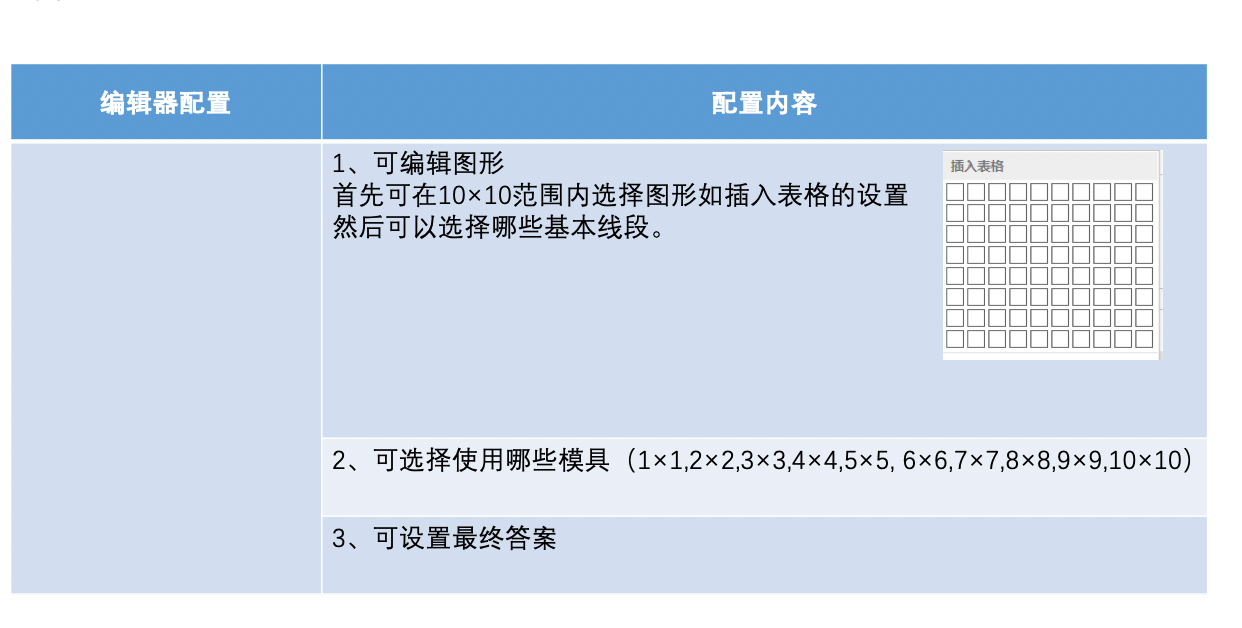 编辑器配置
配置内容
1、可编辑图形
首先可在10×10范围内选择图形如插入表格的设置
然后可以选择哪些基本线段。
插入表格
2、可选择使用哪些模具（1×1,2×2,3×3,4×4,5×5, 6×6,7×7,8×8,9×9,10×10）
3、可设置最终答案